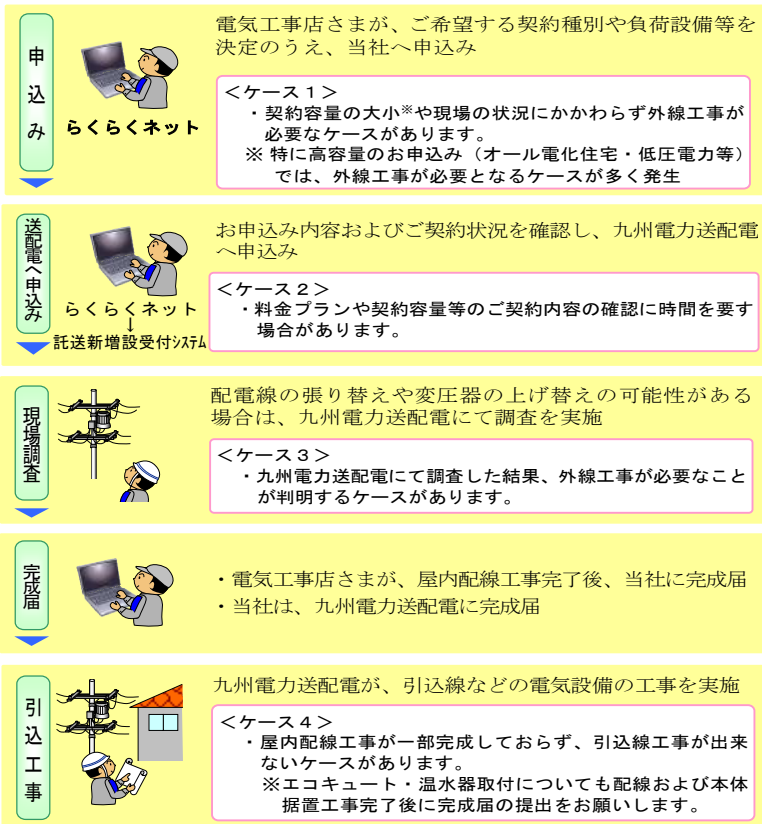 申込み
らくらくネット
電気工事店さまが、ご希望する契約種別や負荷設備等を
決定のうえ、当社へ申込み
＜ケース１＞
・契約容量の大小※や現場の状況にかかわらず外線工事が
必要なケースがあります。
※ 特に高容量のお申込み（オール電化住宅・低圧電力等）
では、外線工事が必要となるケースが多く発生
送配電へ申込み
らくらくネット
↓
託送新増設受付ｼｽﾃﾑ
お申込み内容およびご契約状況を確認し、九州電力送配電
へ申込み
＜ケース２＞
・料金プランや契約容量等のご契約内容の確認に時間を要す
場合があります。
現場調査
配電線の張り替えや変圧器の上げ替えの可能性がある
場合は、九州電力送配電にて調査を実施
＜ケース３＞
・九州電力送配電にて調査した結果、外線工事が必要なこと
が判明するケースがあります。
完成届
・電気工事店さまが、屋内配線工事完了後、当社に完成届
・当社は、九州電力送配電に完成届
引込工事
九州電力送配電が、引込線などの電気設備の工事を実施
＜ケース４＞
・屋内配線工事が一部完成しておらず、引込線工事が出来
ないケースがあります。
※エコキュート・温水器取付についても配線および本体
据置工事完了後に完成届の提出をお願いします。